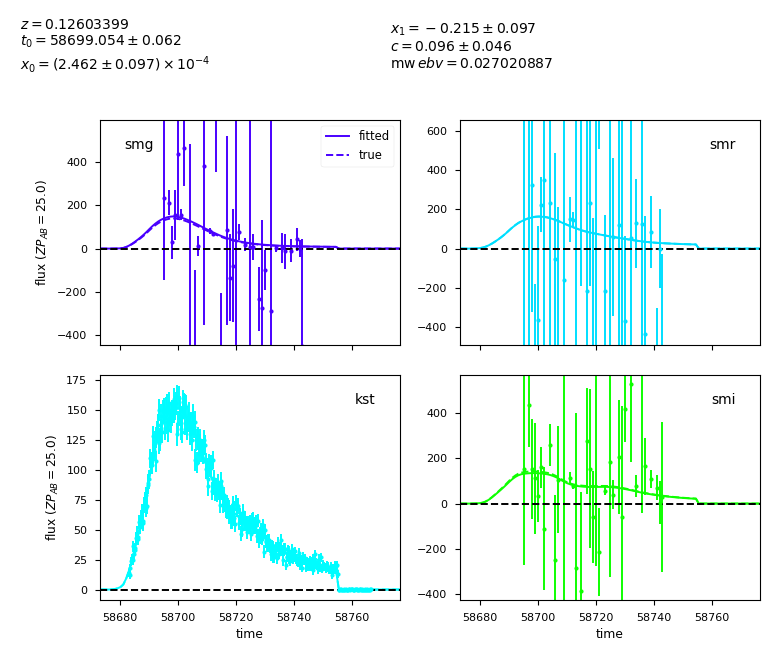 z = 0.12603399
t₀ = 58699.054 ± 0.062
x₀ = (2.462 ± 0.097) × 10⁻⁴
x₁ = −0.215 ± 0.097
c = 0.096 ± 0.046
mw ebv = 0.027020887
smg
fitted
true
flux (ZP_AB = 25.0)
400
200
0
−200
−400
smr
600
400
200
0
−200
−400
kst
flux (ZP_AB = 25.0)
175
150
125
100
75
50
25
0
58680 58700 58720 58740 58760
time
smi
400
200
0
−200
−400
58680 58700 58720 58740 58760
time